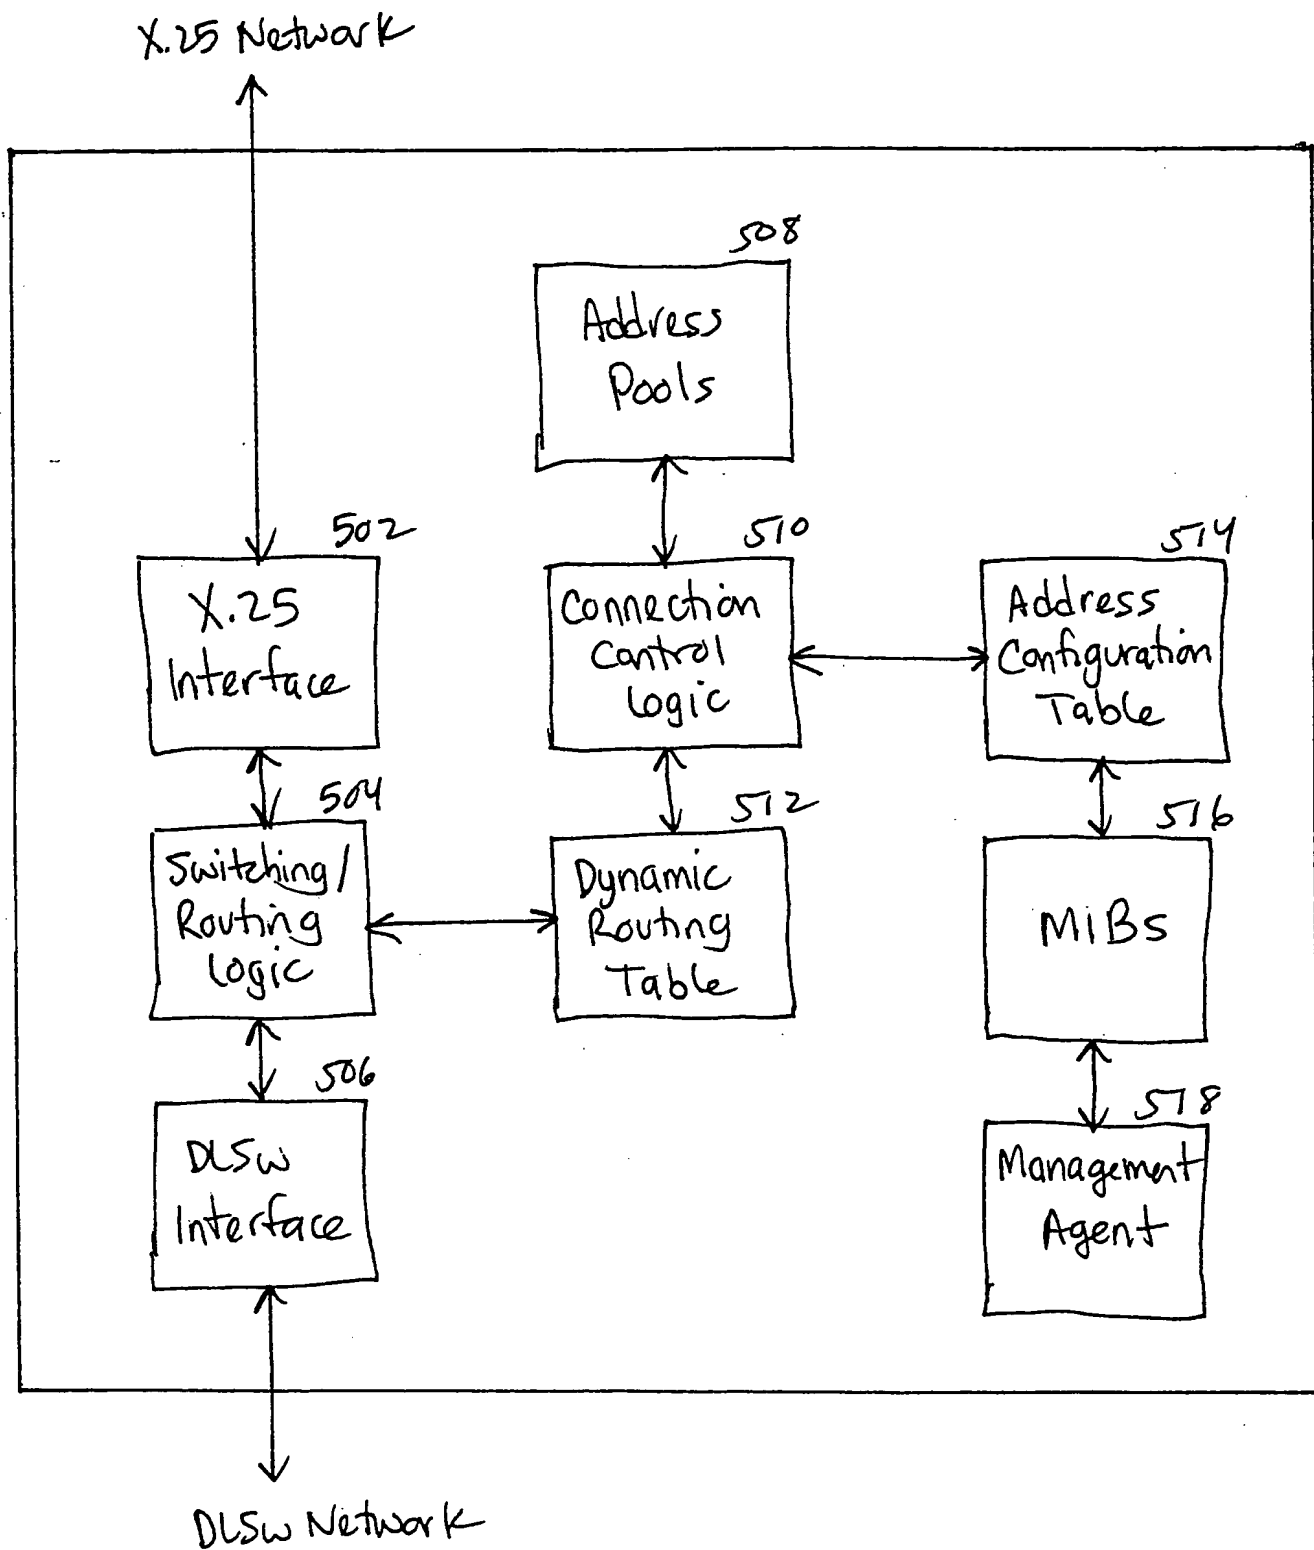 X.25 Network
508
Address
Pools
502
X.25
Interface
510
Connection
Control
Logic
514
Address
Configuration
Table
504
Switching/
Routing
Logic
512
Dynamic
Routing
Table
516
MIBs
506
DLSw
Interface
518
Management
Agent
DLSw Network